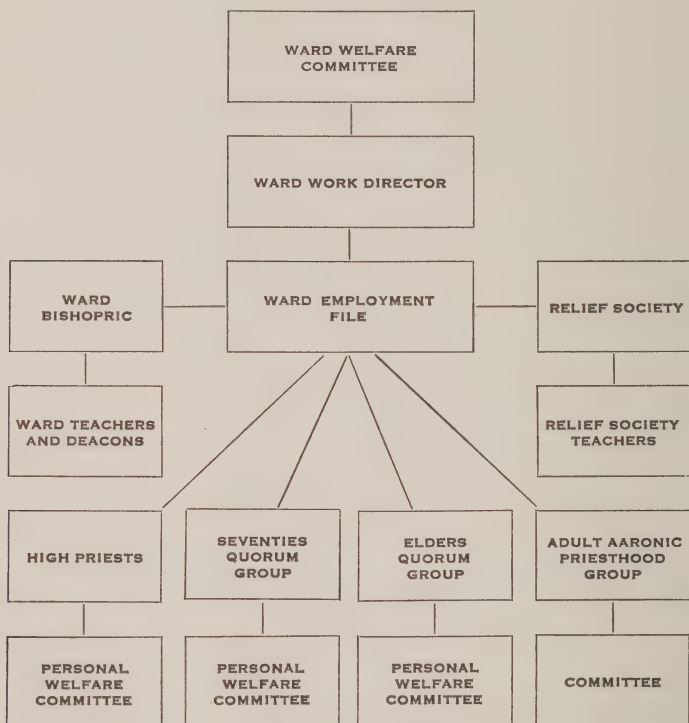 WARD WELFARE
COMMITTEE
WARD WORK DIRECTOR
WARD
BISHOPRIC
WARD EMPLOYMENT
FILE
RELIEF SOCIETY
WARD TEACHERS
AND DEACONS
RELIEF SOCIETY
TEACHERS
HIGH PRIESTS
SEVENTIES
QUORUM
GROUP
ELDERS
QUORUM
GROUP
ADULT AARONIC
PRIESTHOOD
GROUP
PERSONAL
WELFARE
COMMITTEE
PERSONAL
WELFARE
COMMITTEE
PERSONAL
WELFARE
COMMITTEE
COMMITTEE